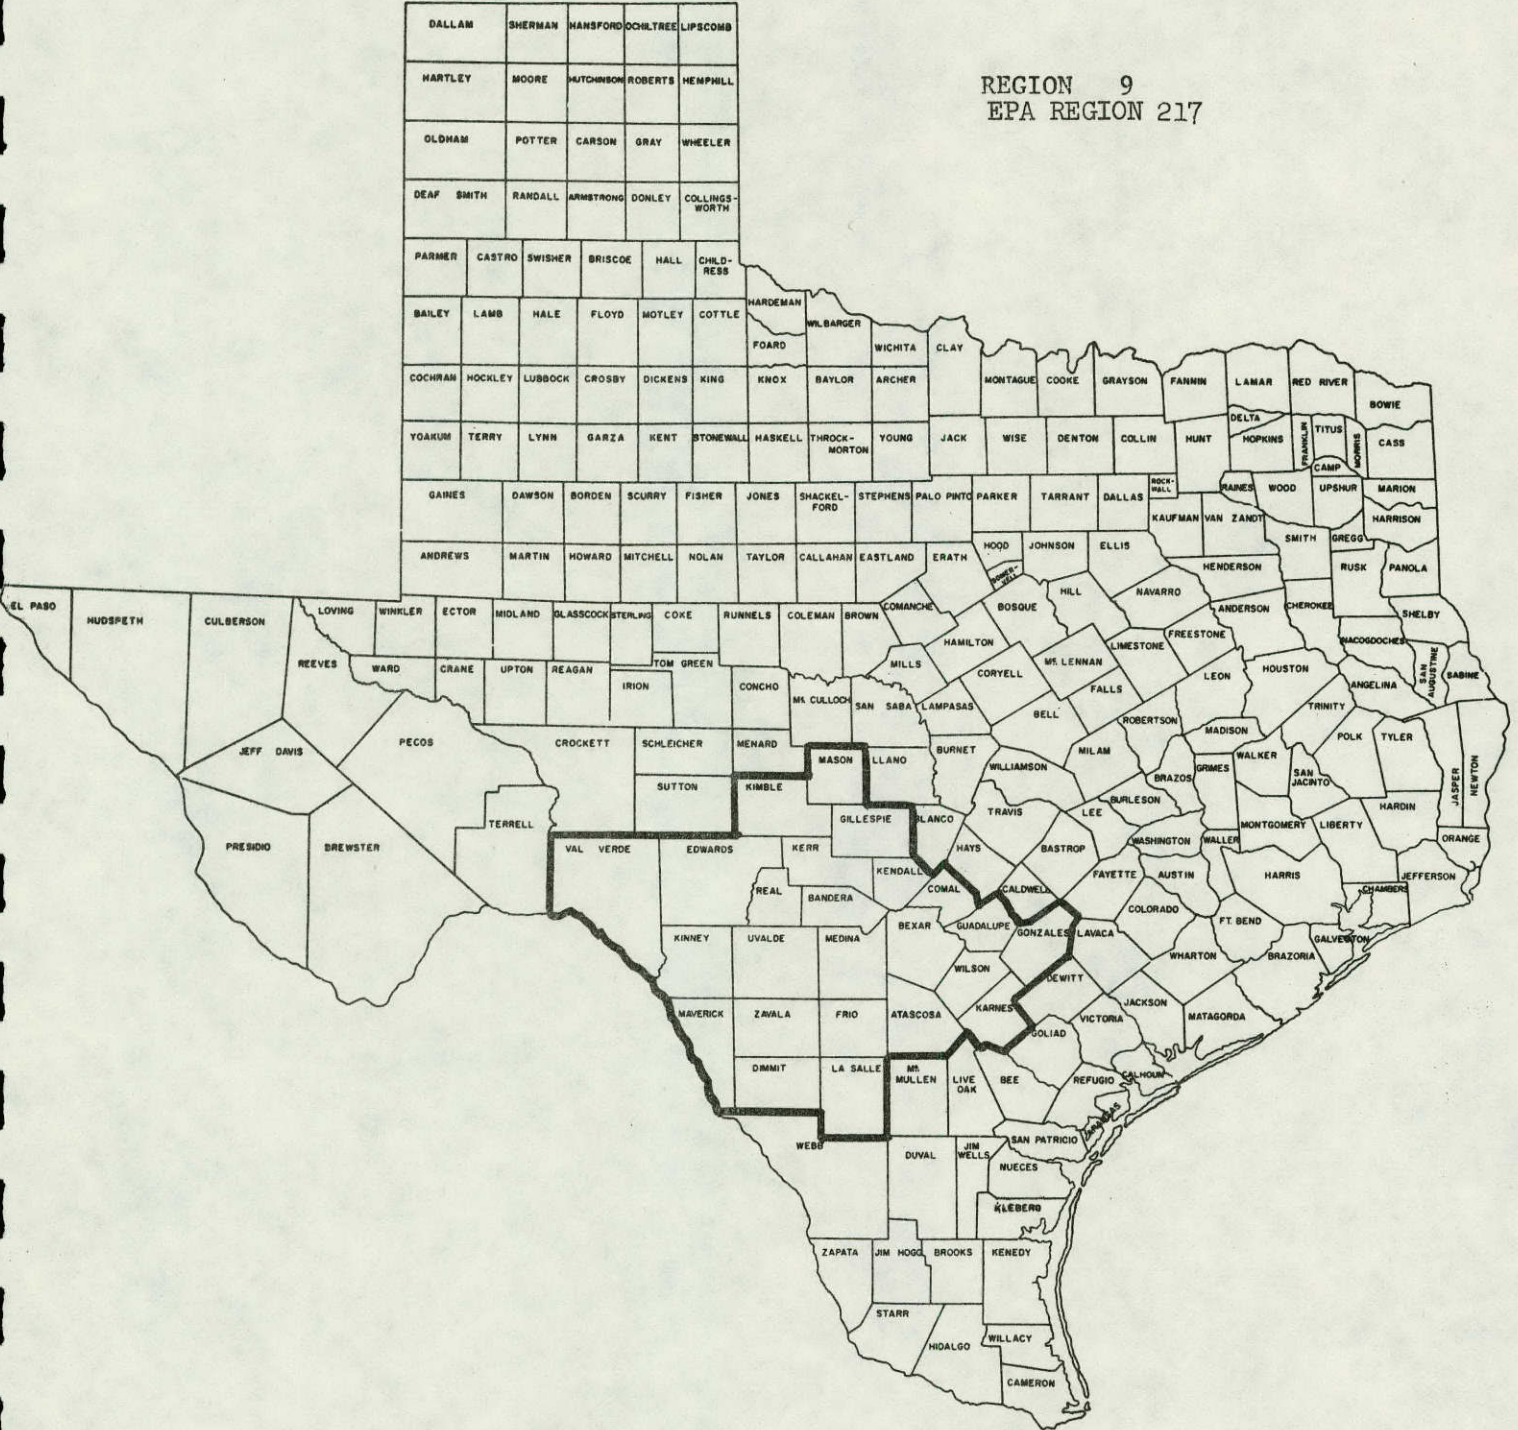 REGION 9
EPA REGION 217
DALLAM SHERMAN HANSFORD OCHILTREE LIPSCOMB
HARTLEY MOORE HUTCHINSON ROBERTS HEMPHILL
OLDHAM POTTER CARSON GRAY WHEELER
DEAF SMITH RANDALL ARMSTRONG DONLEY COLLINGS-
WORTH
PARMER CASTRO SWISHER BRISCOE HALL CHILD-
RESS
HARDEMAN
BAILEY LAMB HALE FLOYD MOTLEY COTTLE
WILBARGER
FOARD WICHITA CLAY
COCHRAN HOCKLEY LUBBOCK CROSBY DICKENS KING KNOX BAYLOR ARCHER MONTAGUE COOKE GRAYSON FANNIN LAMAR RED RIVER
BOWIE
DELTA
YOAKUM TERRY LYNN GARZA KENT STONEWALL HASKELL THROCK-
MORTON
YOUNG JACK WISE DENTON COLLIN HUNT HOPKINS FRANKLIN TITUS MORRIS CASS
CAMP
GAINES DAWSON BORDEN SCURRY FISHER JONES SHACKEL-
FORD
STEPHENS PALO PINTO PARKER TARRANT DALLAS ROCK-
WALL
RAINES WOOD UPSHUR MARION
KAUFMAN VAN ZANDT HARRISON
ANDREWS MARTIN HOWARD MITCHELL NOLAN TAYLOR CALLAHAN EASTLAND ERATH HOOD JOHNSON ELLIS SMITH GREGG
SOMER-
VELL
HENDERSON RUSK PANOLA
EL PASO HUDSPETH CULBERSON LOVING WINKLER ECTOR MIDLAND GLASSCOCK STERLING COKE RUNNELS COLEMAN BROWN COMANCHE BOSQUE HILL NAVARRO ANDERSON CHEROKEE SHELBY
HAMILTON LIMESTONE FREESTONE NACOGDOCHES
REEVES WARD CRANE UPTON REAGAN TOM GREEN MILLS CORYELL Mc LENNAN LEON HOUSTON SAN
AUGUSTINE
SABINE
IRION CONCHO FALLS ANGELINA
Mc CULLOCH SAN SABA LAMPASAS BELL ROBERTSON TRINITY
MADISON
JEFF DAVIS PECOS CROCKETT SCHLEICHER MENARD BURNET MILAM POLK TYLER
MASON LLANO WILLIAMSON BRAZOS GRIMES WALKER SAN
JACINTO
JASPER NEWTON
SUTTON KIMBLE BURLESON
TERRELL GILLESPIE BLANCO TRAVIS LEE HARDIN
MONTGOMERY LIBERTY
PRESIDIO BREWSTER VAL VERDE EDWARDS KERR HAYS BASTROP WASHINGTON WALLER ORANGE
KENDALL FAYETTE AUSTIN HARRIS JEFFERSON
REAL BANDERA COMAL CALDWELL CHAMBERS
COLORADO FT. BEND
KINNEY UVALDE MEDINA BEXAR GUADALUPE GONZALES LAVACA GALVESTON
WILSON WHARTON BRAZORIA
DEWITT
MAVERICK ZAVALA FRIO ATASCOSA KARNES JACKSON MATAGORDA
VICTORIA
GOLIAD
DIMMIT LA SALLE Mc
MULLEN
LIVE
OAK
BEE REFUGIO CALHOUN
ARANSAS
WEBB DUVAL JIM
WELLS
SAN PATRICIO
NUECES
KLEBERG
ZAPATA JIM HOGG BROOKS KENEDY
STARR
HIDALGO WILLACY
CAMERON